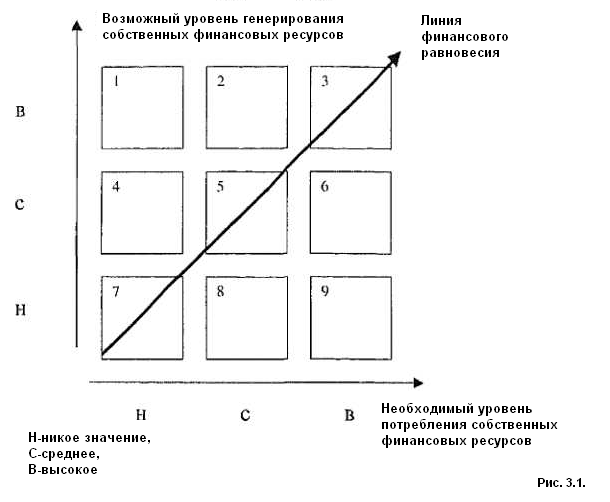 Возможный уровень генерирования
собственных финансовых ресурсов
Линия
финансового
равновесия
1 2 3
В
4 5 6
С
7 8 9
Н
Н С В
Необходимый уровень
потребления собственных
финансовых ресурсов
Н-никое значение,
С-среднее,
В-высокое
Рис. 3.1.